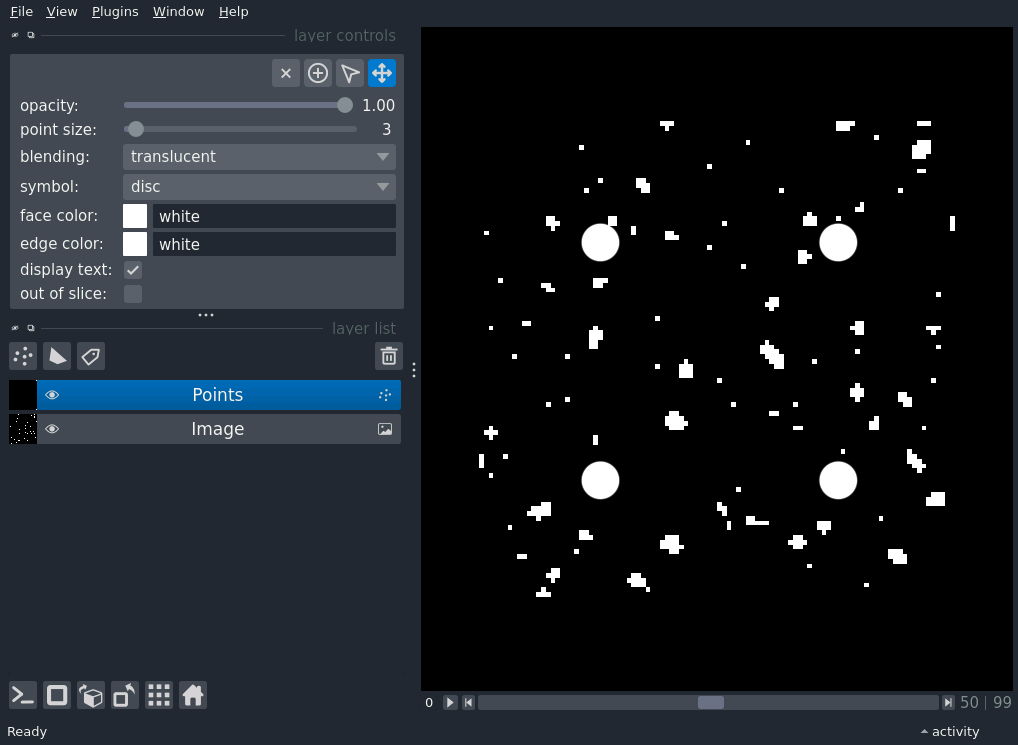 File View Plugins Window Help
layer controls
opacity: 1.00
point size: 3
blending: translucent
symbol: disc
face color: white
edge color: white
display text:
out of slice:
layer list
Points
Image
0 50 | 99
Ready activity